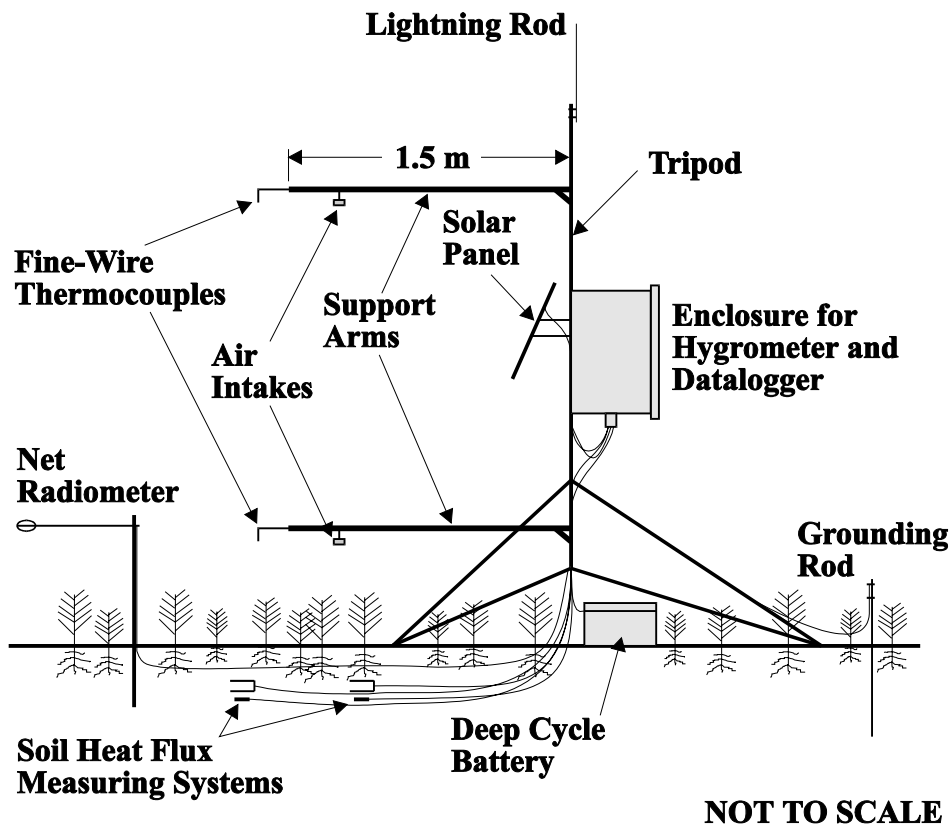 Lightning Rod
1.5 m
Tripod
Solar
Panel
Fine-Wire
Thermocouples
Support
Arms
Enclosure for
Hygrometer and
Datalogger
Air
Intakes
Net
Radiometer
Grounding
Rod
Deep Cycle
Battery
Soil Heat Flux
Measuring Systems
NOT TO SCALE